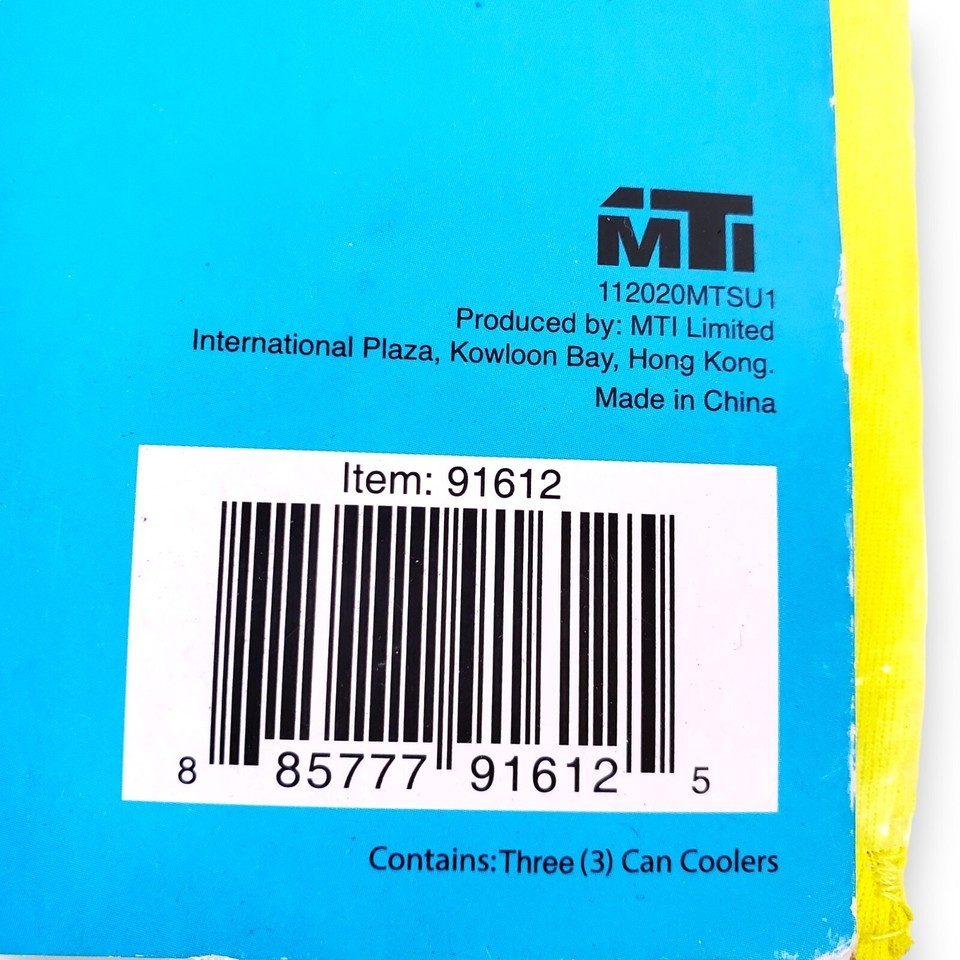 MTI
112020MTSU1
Produced by: MTI Limited
International Plaza, Kowloon Bay, Hong Kong.
Made in China
Item: 91612
8 85777 91612 5
Contains: Three (3) Can Coolers